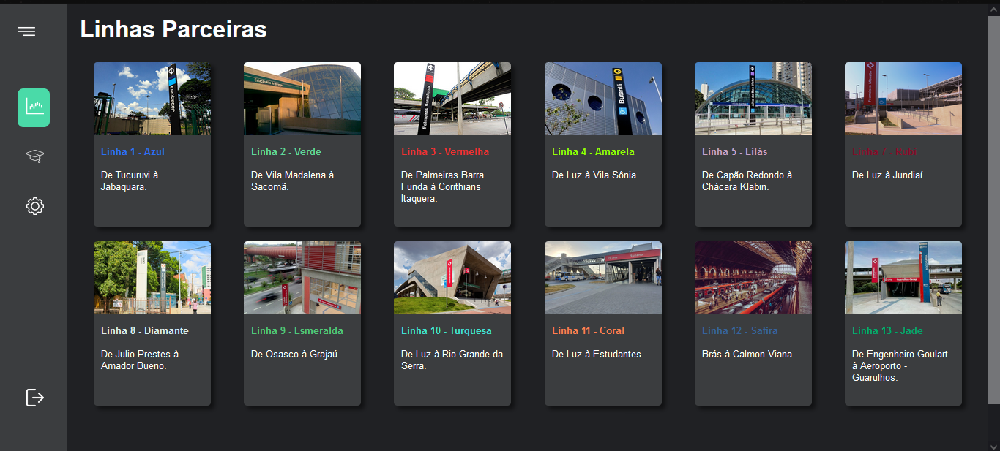 Linhas Parceiras
Jabaquara
Palmeiras - Barra Funda
Butantã
Linha 1 - Azul
De Tucuruvi à
Jabaquara.
Linha 2 - Verde
De Vila Madalena à
Sacomã.
Linha 3 - Vermelha
De Palmeiras Barra
Funda à Corithians
Itaquera.
Linha 4 - Amarela
De Luz à Vila Sônia.
Linha 5 - Lilás
De Capão Redondo à
Chácara Klabin.
Linha 7 - Rubi
De Luz à Jundiaí.
Linha 8 - Diamante
De Julio Prestes à
Amador Bueno.
Linha 9 - Esmeralda
De Osasco à Grajaú.
Linha 10 - Turquesa
De Luz à Rio Grande da
Serra.
Linha 11 - Coral
De Luz à Estudantes.
Linha 12 - Safira
Brás à Calmon Viana.
Linha 13 - Jade
De Engenheiro Goulart
à Aeroporto -
Guarulhos.